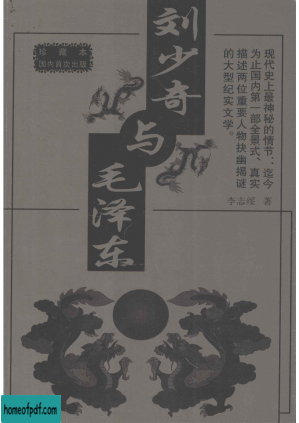 珍藏本
国内首次出版
刘少奇
与
毛泽东
现代史上最神秘的情节：迄今
为止国内第一部全景式、真实
描述两位重要人物抉幽揭谜
的大型纪实文学。
李志绥 著
homeofpdf.com
homeofpdf.com